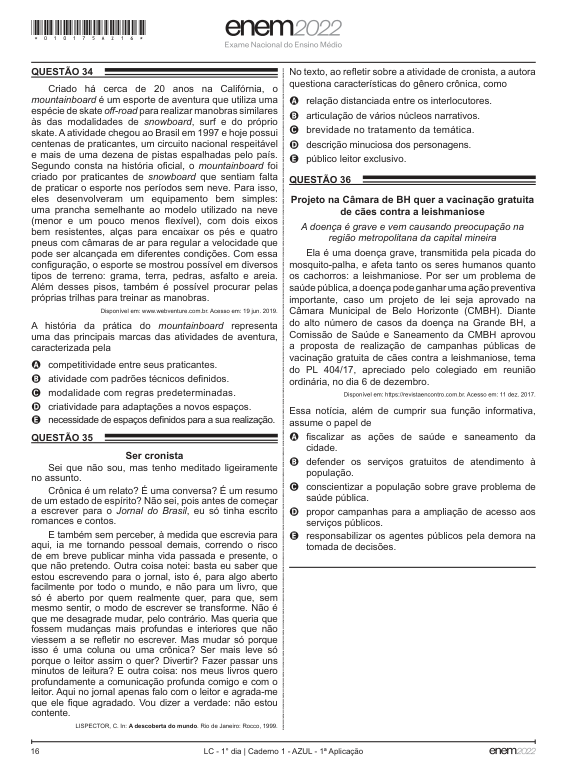 *010175AZ16*
enem2022
Exame Nacional do Ensino Médio
QUESTÃO 34
Criado há cerca de 20 anos na Califórnia, o
mountainboard é um esporte de aventura que utiliza uma
espécie de skate off-road para realizar manobras similares
às das modalidades de snowboard, surf e do próprio
skate. A atividade chegou ao Brasil em 1997 e hoje possui
centenas de praticantes, um circuito nacional respeitável
e mais de uma dezena de pistas espalhadas pelo país.
Segundo consta na história oficial, o mountainboard foi
criado por praticantes de snowboard que sentiam falta
de praticar o esporte nos períodos sem neve. Para isso,
eles desenvolveram um equipamento bem simples:
uma prancha semelhante ao modelo utilizado na neve
(menor e um pouco menos flexível), com dois eixos
bem resistentes, alças para encaixar os pés e quatro
pneus com câmaras de ar para regular a velocidade que
pode ser alcançada em diferentes condições. Com essa
configuração, o esporte se mostrou possível em diversos
tipos de terreno: grama, terra, pedras, asfalto e areia.
Além desses pisos, também é possível procurar pelas
próprias trilhas para treinar as manobras.
Disponível em: www.webventure.com.br. Acesso em: 19 jun. 2019.
A história da prática do mountainboard representa
uma das principais marcas das atividades de aventura,
caracterizada pela
A competitividade entre seus praticantes.
B atividade com padrões técnicos definidos.
C modalidade com regras predeterminadas.
D criatividade para adaptações a novos espaços.
E necessidade de espaços definidos para a sua realização.
QUESTÃO 35
Ser cronista
Sei que não sou, mas tenho meditado ligeiramente
no assunto.
Crônica é um relato? É uma conversa? É um resumo
de um estado de espírito? Não sei, pois antes de começar
a escrever para o Jornal do Brasil, eu só tinha escrito
romances e contos.
E também sem perceber, à medida que escrevia para
aqui, ia me tornando pessoal demais, correndo o risco
de em breve publicar minha vida passada e presente, o
que não pretendo. Outra coisa notei: basta eu saber que
estou escrevendo para o jornal, isto é, para algo aberto
facilmente por todo o mundo, e não para um livro, que
só é aberto por quem realmente quer, para que, sem
mesmo sentir, o modo de escrever se transforme. Não é
que me desagrade mudar, pelo contrário. Mas queria que
fossem mudanças mais profundas e interiores que não
viessem a se refletir no escrever. Mas mudar só porque
isso é uma coluna ou uma crônica? Ser mais leve só
porque o leitor assim o quer? Divertir? Fazer passar uns
minutos de leitura? E outra coisa: nos meus livros quero
profundamente a comunicação profunda comigo e com o
leitor. Aqui no jornal apenas falo com o leitor e agrada-me
que ele fique agradado. Vou dizer a verdade: não estou
contente.
LISPECTOR, C. In: A descoberta do mundo. Rio de Janeiro: Rocco, 1999.
No texto, ao refletir sobre a atividade de cronista, a autora
questiona características do gênero crônica, como
A relação distanciada entre os interlocutores.
B articulação de vários núcleos narrativos.
C brevidade no tratamento da temática.
D descrição minuciosa dos personagens.
E público leitor exclusivo.
QUESTÃO 36
Projeto na Câmara de BH quer a vacinação gratuita
de cães contra a leishmaniose
A doença é grave e vem causando preocupação na
região metropolitana da capital mineira
Ela é uma doença grave, transmitida pela picada do
mosquito-palha, e afeta tanto os seres humanos quanto
os cachorros: a leishmaniose. Por ser um problema de
saúde pública, a doença pode ganhar uma ação preventiva
importante, caso um projeto de lei seja aprovado na
Câmara Municipal de Belo Horizonte (CMBH). Diante
do alto número de casos da doença na Grande BH, a
Comissão de Saúde e Saneamento da CMBH aprovou
a proposta de realização de campanhas públicas de
vacinação gratuita de cães contra a leishmaniose, tema
do PL 404/17, apreciado pelo colegiado em reunião
ordinária, no dia 6 de dezembro.
Disponível em: https://revistaencontro.com.br. Acesso em: 11 dez. 2017.
Essa notícia, além de cumprir sua função informativa,
assume o papel de
A fiscalizar as ações de saúde e saneamento da
cidade.
B defender os serviços gratuitos de atendimento à
população.
C conscientizar a população sobre grave problema de
saúde pública.
D propor campanhas para a ampliação de acesso aos
serviços públicos.
E responsabilizar os agentes públicos pela demora na
tomada de decisões.
16
LC - 1° dia | Caderno 1 - AZUL - 1ª Aplicação
enem2022